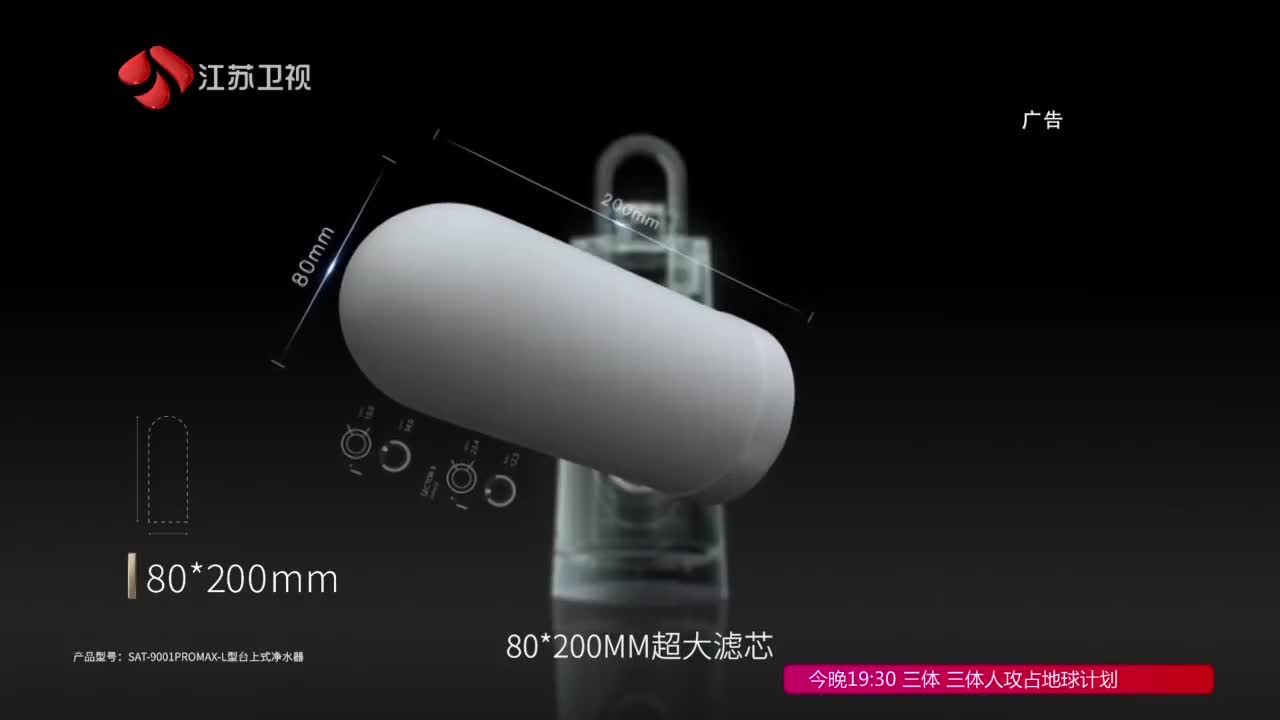 江苏卫视
广告
200mm
80mm
80*200mm
80*200MM超大滤芯
产品型号：SAT-9001PROMAX-L型台上式净水器
今晚19:30 三体 三体人攻占地球计划